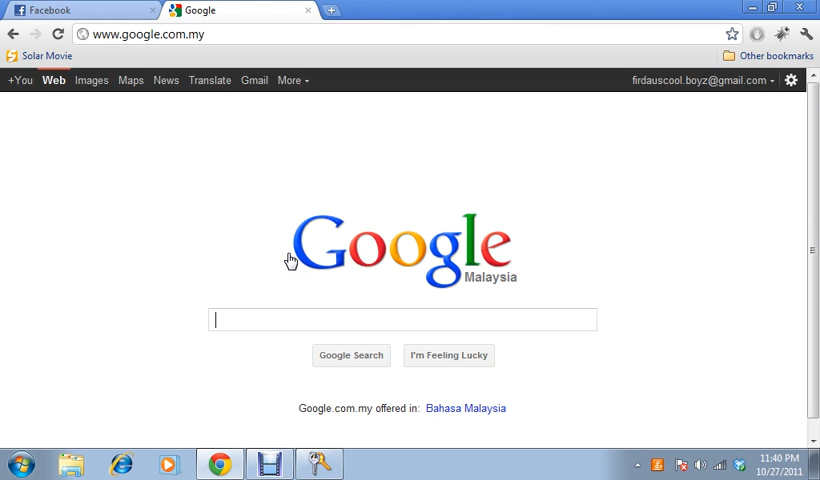 Facebook
Google
www.google.com.my
Solar Movie
Other bookmarks
+You Web Images Maps News Translate Gmail More
firdauscool.boyz@gmail.com
Google
Malaysia
Google Search
I'm Feeling Lucky
Google.com.my offered in: Bahasa Malaysia
11:40 PM
10/27/2011